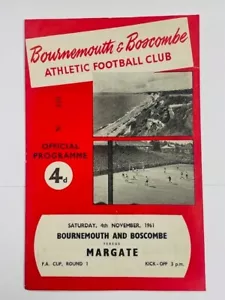 Bournemouth & Boscombe
ATHLETIC FOOTBALL CLUB
OFFICIAL
PROGRAMME
4d
SATURDAY, 4th NOVEMBER, 1961
BOURNEMOUTH AND BOSCOMBE
versus
MARGATE
F.A. CUP, ROUND 1 KICK-OFF 3 p.m.